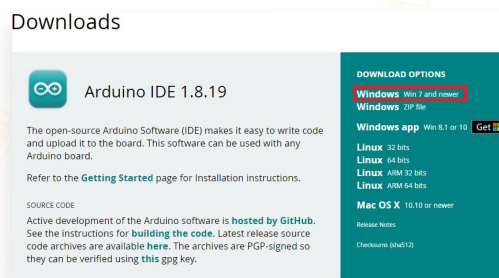 Downloads
Arduino IDE 1.8.19
The open-source Arduino Software (IDE) makes it easy to write code
and upload it to the board. This software can be used with any
Arduino board.
Refer to the Getting Started page for Installation instructions.
SOURCE CODE
Active development of the Arduino software is hosted by GitHub.
See the instructions for building the code. Latest release source
code archives are available here. The archives are PGP-signed so
they can be verified using this gpg key.
DOWNLOAD OPTIONS
Windows Win 7 and newer
Windows ZIP file
Windows app Win 8.1 or 10 Get
Linux 32 bits
Linux 64 bits
Linux ARM 32 bits
Linux ARM 64 bits
Mac OS X 10.10 or newer
Release Notes
Checksums (sha512)